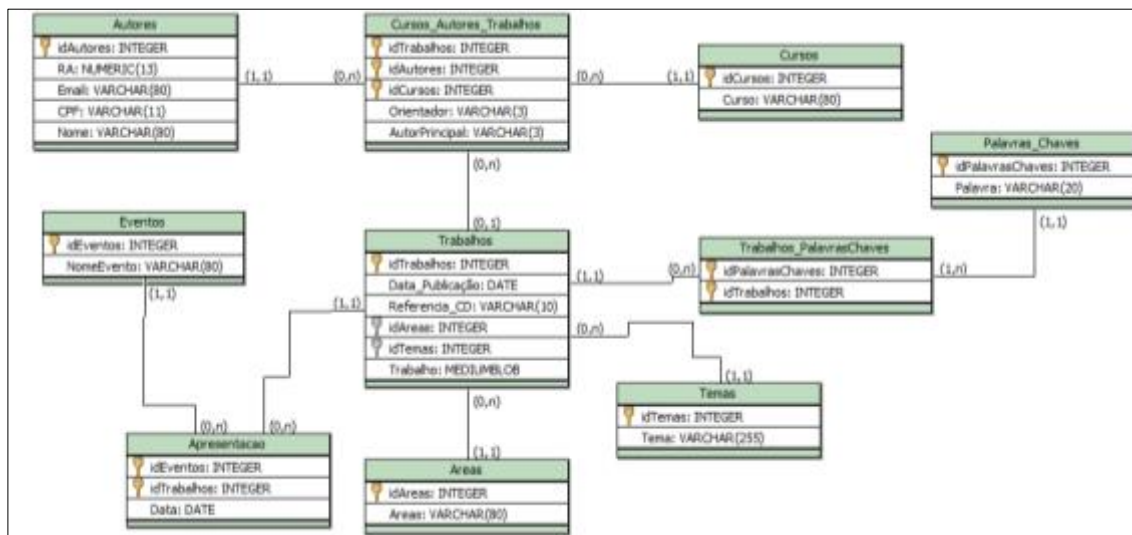 Autores
idAutores: INTEGER
RA: NUMERIC(13)
Email: VARCHAR(80)
CPF: VARCHAR(11)
Nome: VARCHAR(80)
(1,1)
(0,n)
Cursos_Autores_Trabalhos
idTrabalhos: INTEGER
idAutores: INTEGER
idCursos: INTEGER
Orientador: VARCHAR(3)
AutorPrincipal: VARCHAR(3)
(0,n)
(1,1)
Cursos
idCursos: INTEGER
Curso: VARCHAR(80)
Palavras_Chaves
idPalavrasChaves: INTEGER
Palavra: VARCHAR(20)
(1,1)
(0,n)
(0,1)
Eventos
idEventos: INTEGER
NomeEvento: VARCHAR(80)
(1,1)
Trabalhos
idTrabalhos: INTEGER
Data_Publicação: DATE
Referencia_CD: VARCHAR(10)
idAreas: INTEGER
idTemas: INTEGER
Trabalho: MEDIUMBLOB
(1,1)
(1,1)
(0,n)
Trabalhos_PalavrasChaves
idPalavrasChaves: INTEGER
idTrabalhos: INTEGER
(1,n)
(0,n)
(1,1)
Temas
idTemas: INTEGER
Tema: VARCHAR(255)
(0,n)
(1,1)
(0,n)
(0,n)
Apresentacao
idEventos: INTEGER
idTrabalhos: INTEGER
Data: DATE
Areas
idAreas: INTEGER
Areas: VARCHAR(80)